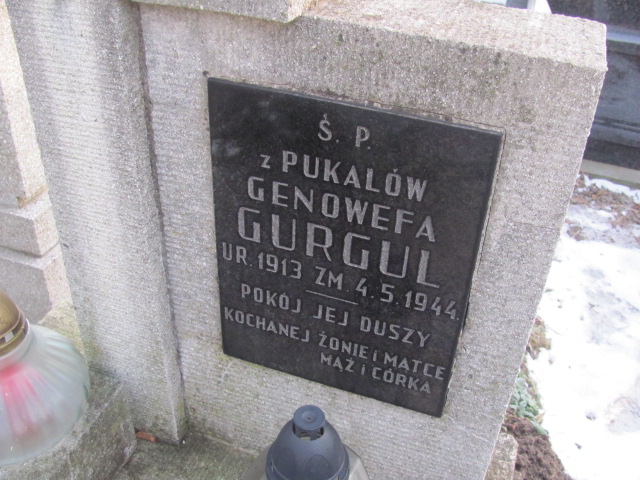 Ś. P.
z PUKALÓW
GENOWEFA
GURGUL
UR. 1913 ZM. 4.5.1944.
POKÓJ JEJ DUSZY
KOCHANEJ ŻONIE i MATCE
MĄŻ i CÓRKA